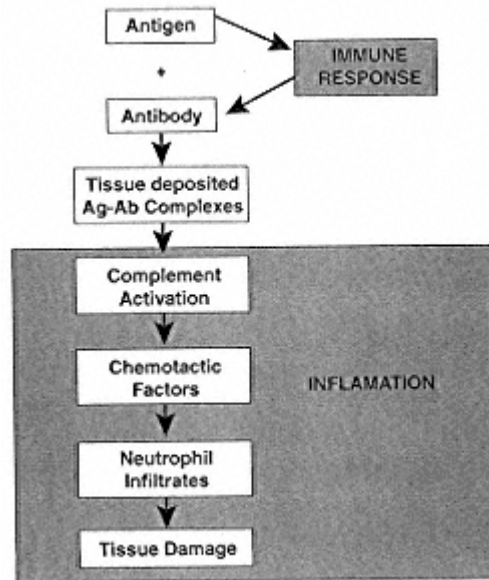 Antigen
IMMUNE
RESPONSE
+
Antibody
Tissue deposited
Ag-Ab Complexes
Complement
Activation
Chemotactic
Factors
INFLAMATION
Neutrophil
Infiltrates
Tissue Damage